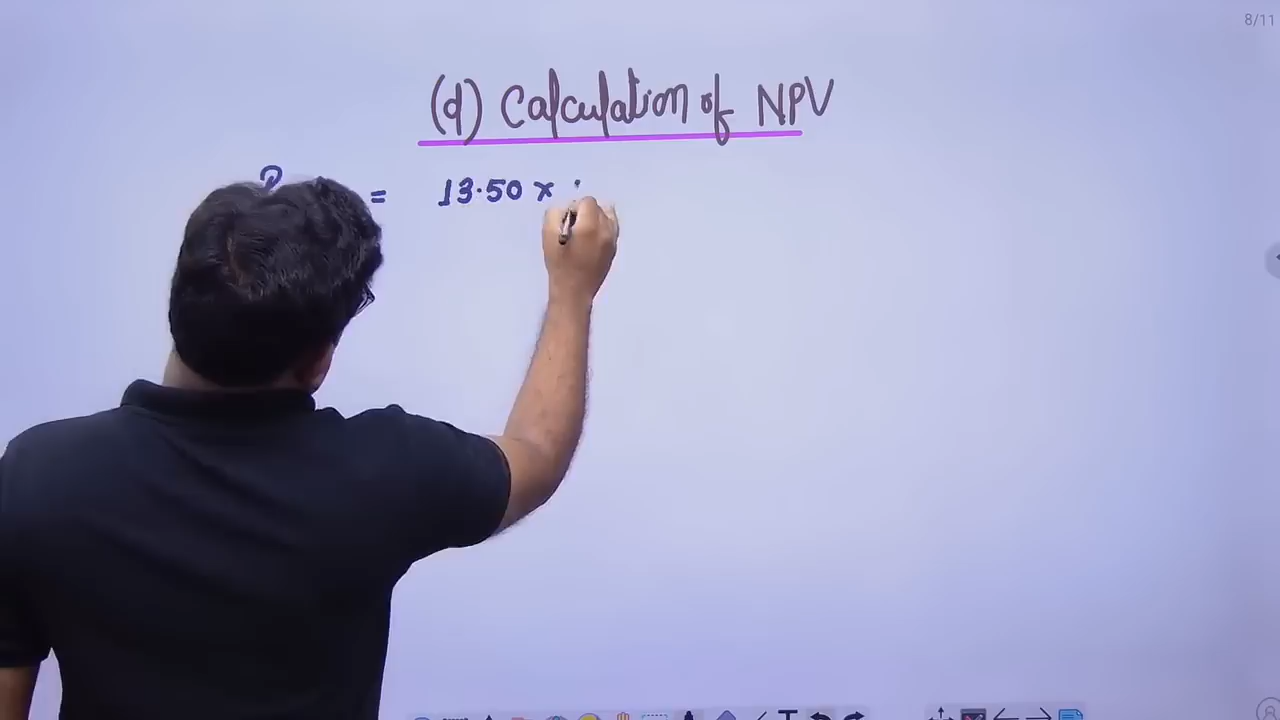 8/11
(d) Calculation of NPV
= 13.50 ×